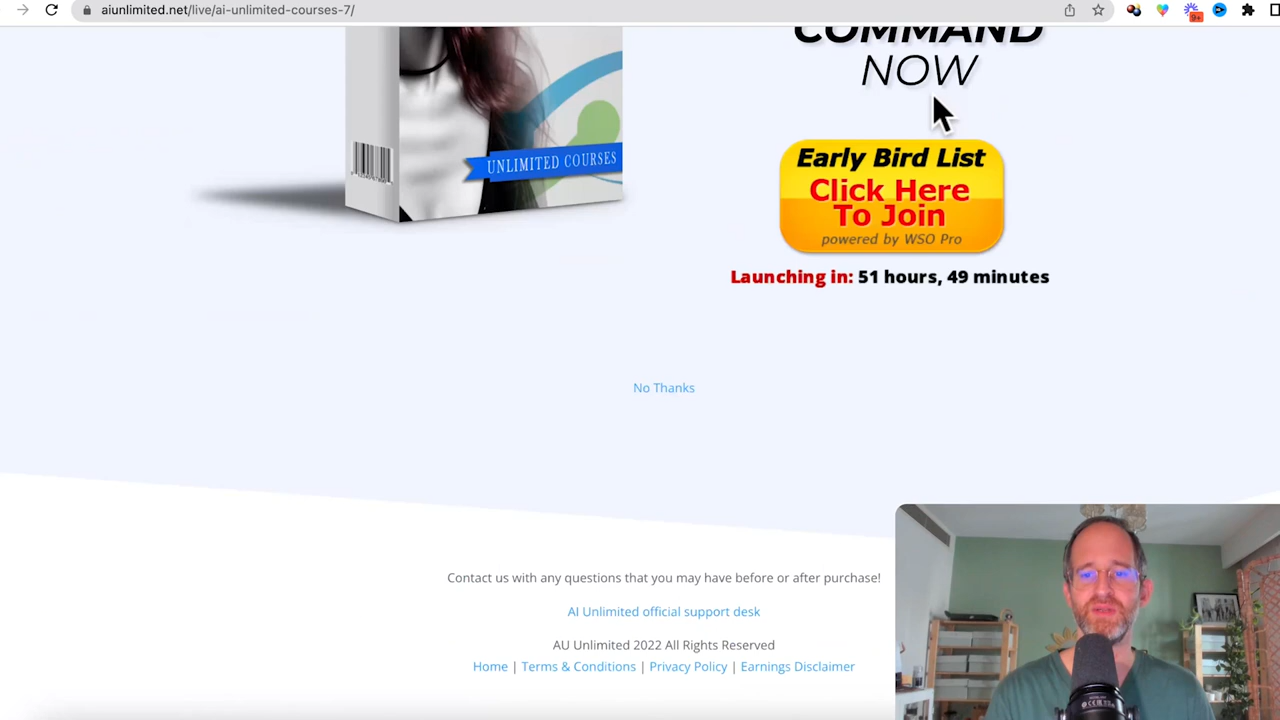 aiunlimited.net/live/ai-unlimited-courses-7/
9+
COMMAND
NOW
UNLIMITED COURSES
Early Bird List
Click Here
To Join
powered by WSO Pro
Launching in: 51 hours, 49 minutes
No Thanks
Contact us with any questions that you may have before or after purchase!
AI Unlimited official support desk
AU Unlimited 2022 All Rights Reserved
Home | Terms & Conditions | Privacy Policy | Earnings Disclaimer